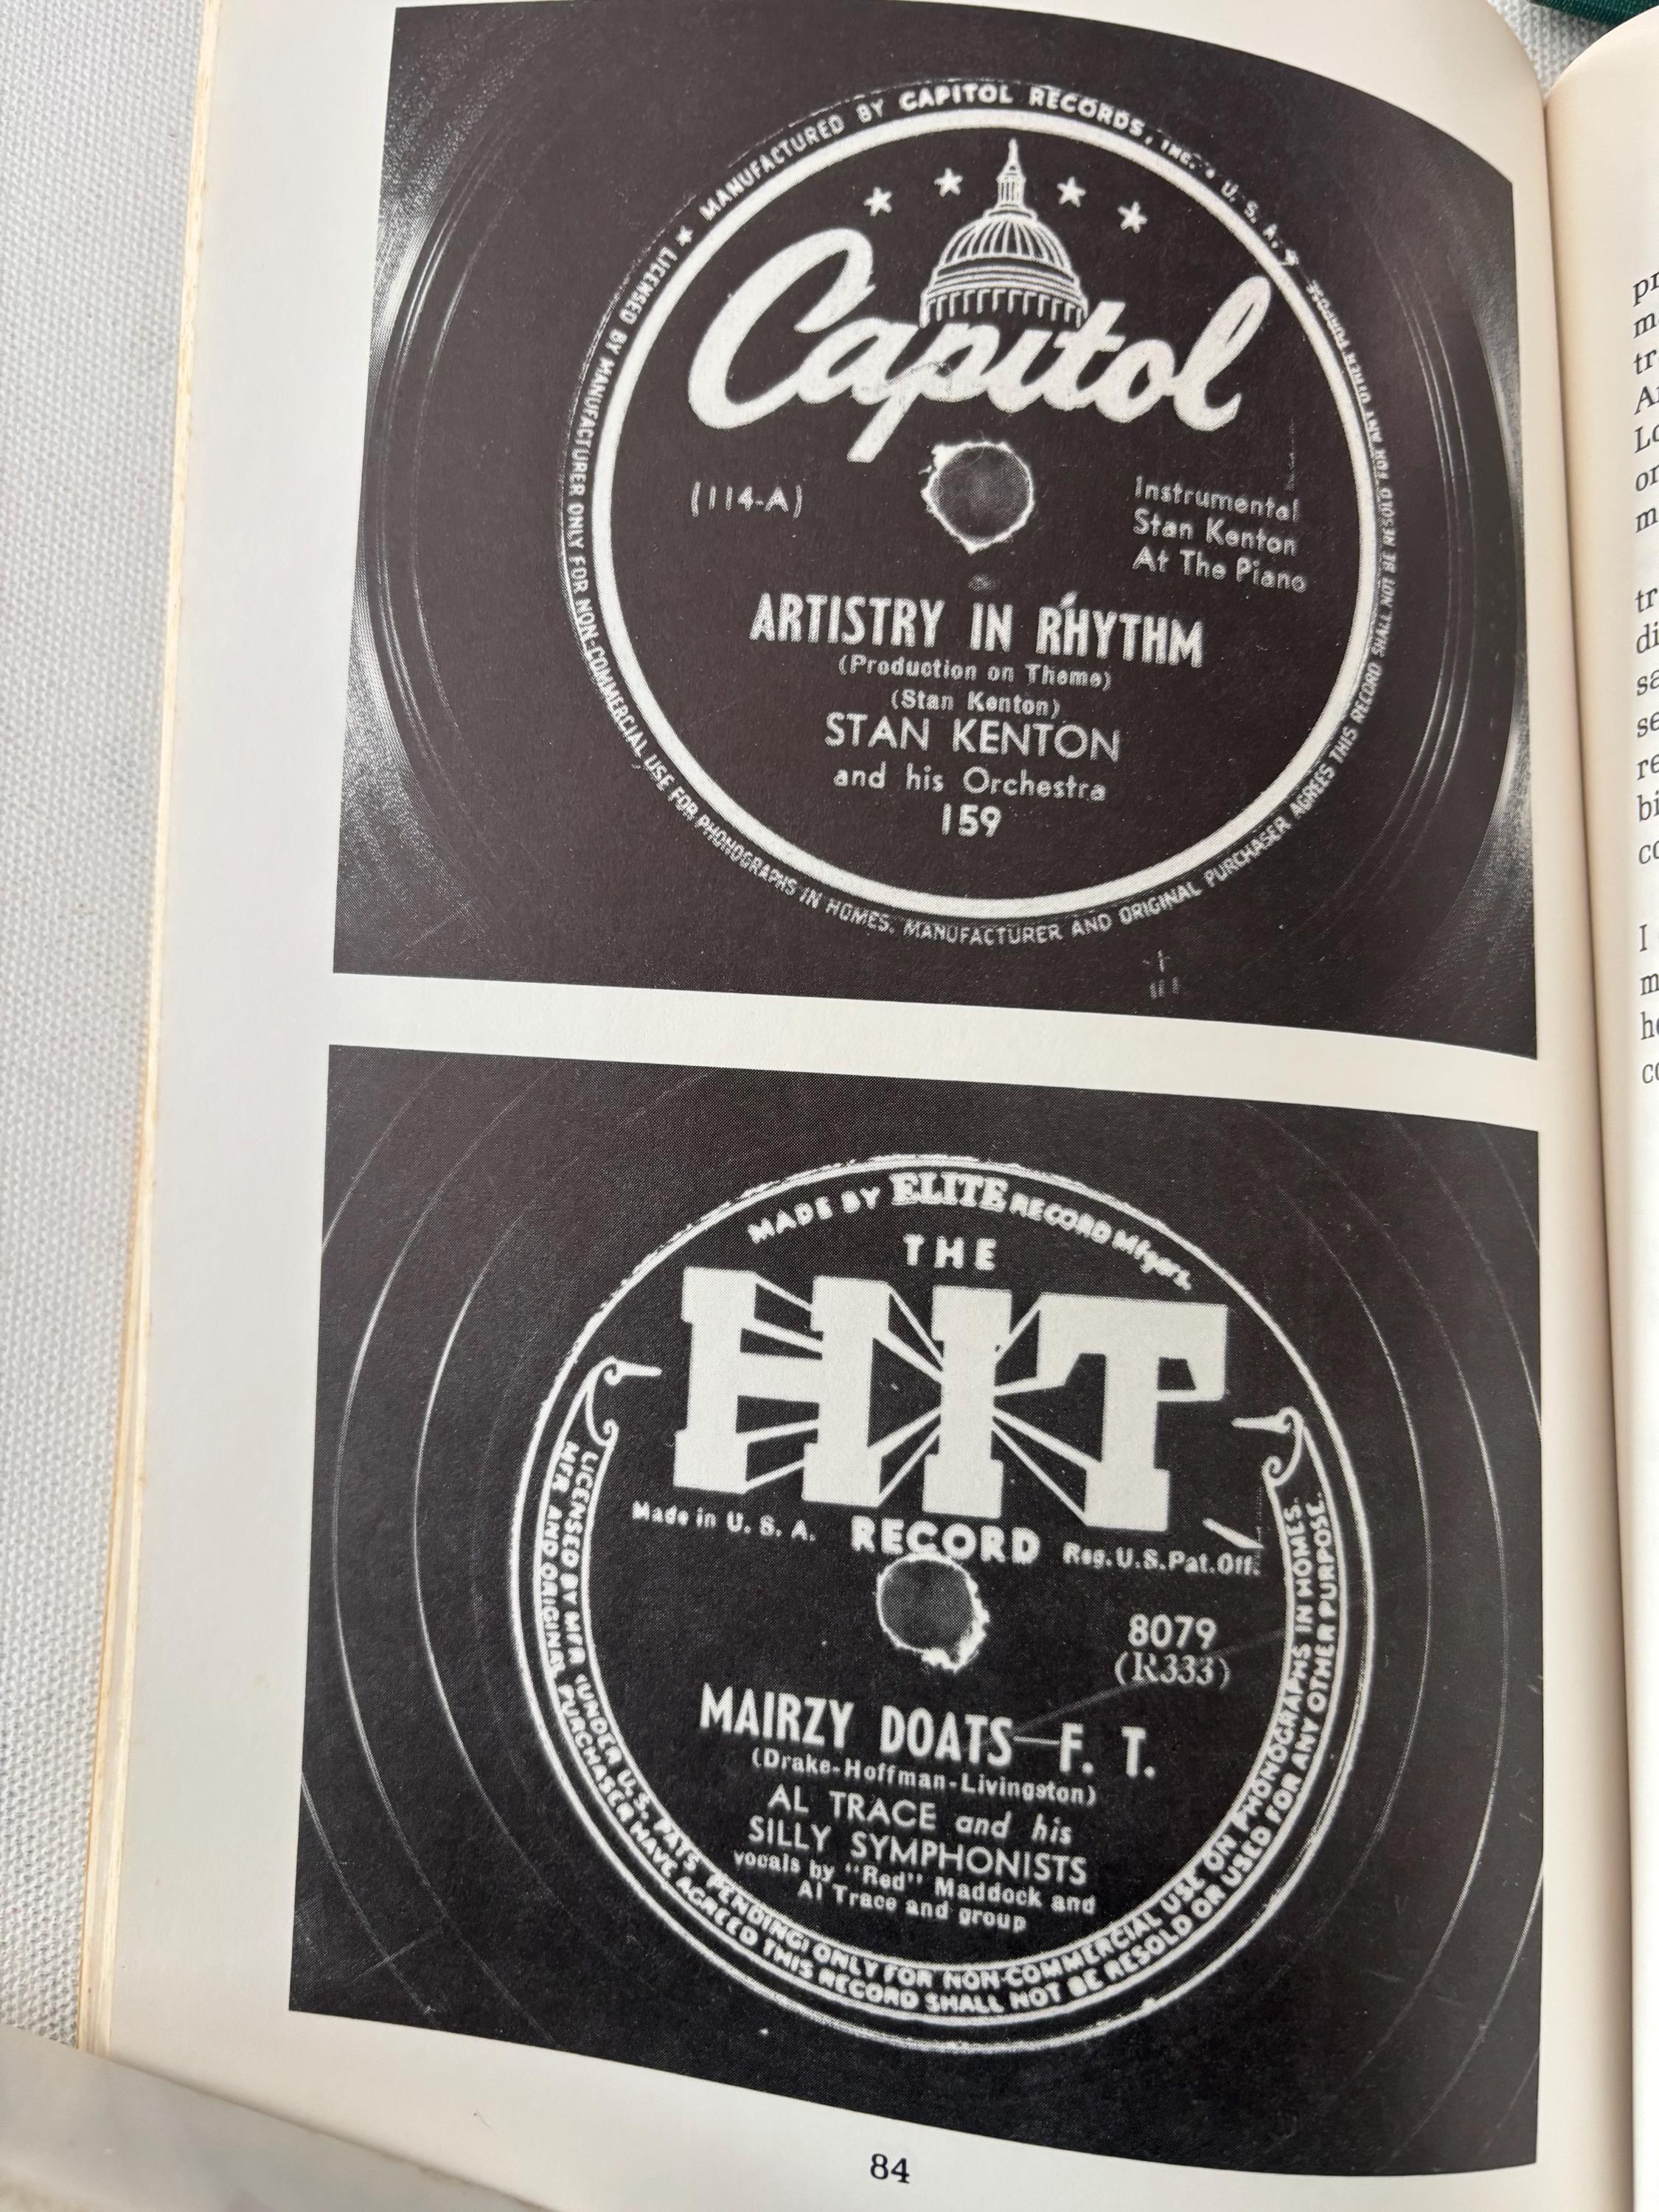 LICENSED BY MANUFACTURER ONLY FOR NON-COMMERCIAL USE FOR PHONOGRAPHS IN HOMES. MANUFACTURER AND ORIGINAL PURCHASER AGREES THIS RECORD SHALL NOT BE RESOLD FOR ANY OTHER PURPOSE
★ MANUFACTURED BY CAPITOL RECORDS, INC. • U. S. A. ★
Capitol
(114-A)
Instrumental
Stan Kenton
At The Piano
ARTISTRY IN RHYTHM
(Production on Theme)
(Stan Kenton)
STAN KENTON
and his Orchestra
159
MADE BY ELITE RECORD Mfgers.
THE
HIT
Made in U. S. A. RECORD Reg. U.S. Pat. Off.
8079
(R333)
MAIRZY DOATS—F. T.
(Drake-Hoffman-Livingston)
AL TRACE and his
SILLY SYMPHONISTS
vocals by "Red" Maddock and
Al Trace and group
LICENSED BY MFR (UNDER U.S. PATS. PENDING) ONLY FOR NON-COMMERCIAL USE ON PHONOGRAPHS IN HOMES.
MFR AND ORIGINAL PURCHASER HAVE AGREED THIS RECORD SHALL NOT BE RESOLD OR USED FOR ANY OTHER PURPOSE.
84
I